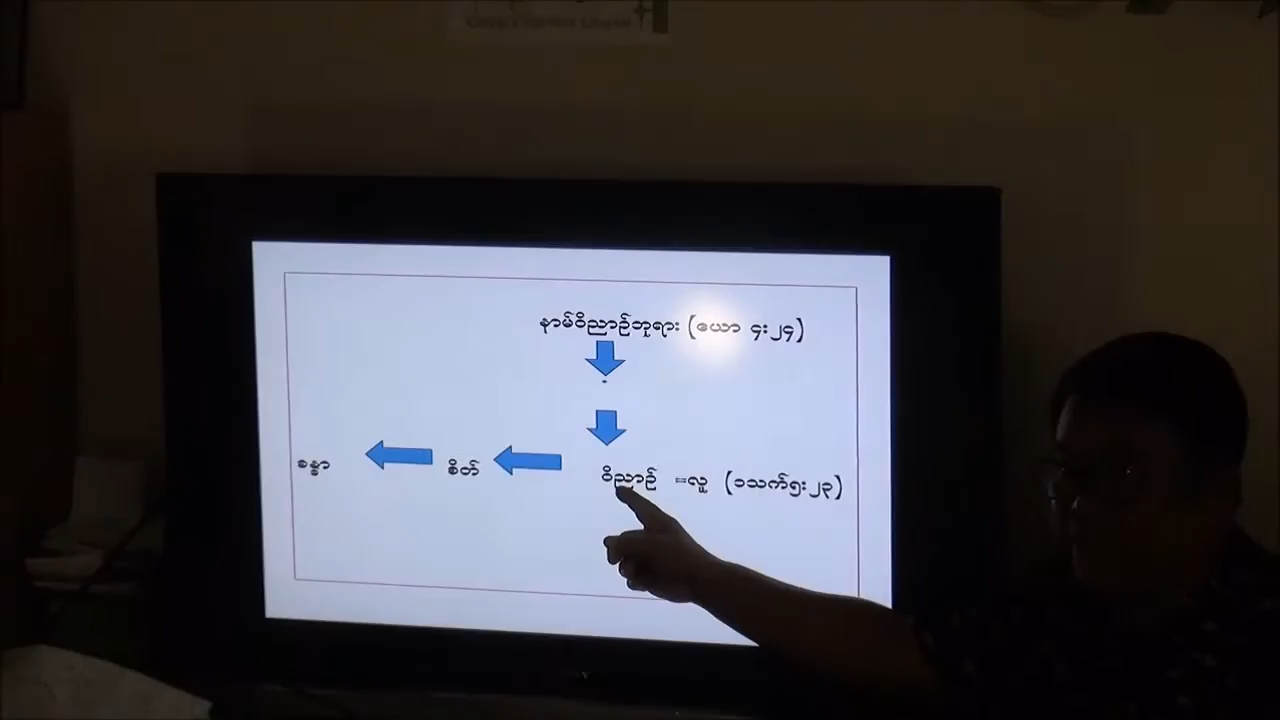 နာမ်ဝိညာဉ်ဘုရား (ယော ၄း၂၄)
စန္ဓာ စိတ် ဝိညာဉ် =လူ (၁သက်၅း၂၃)